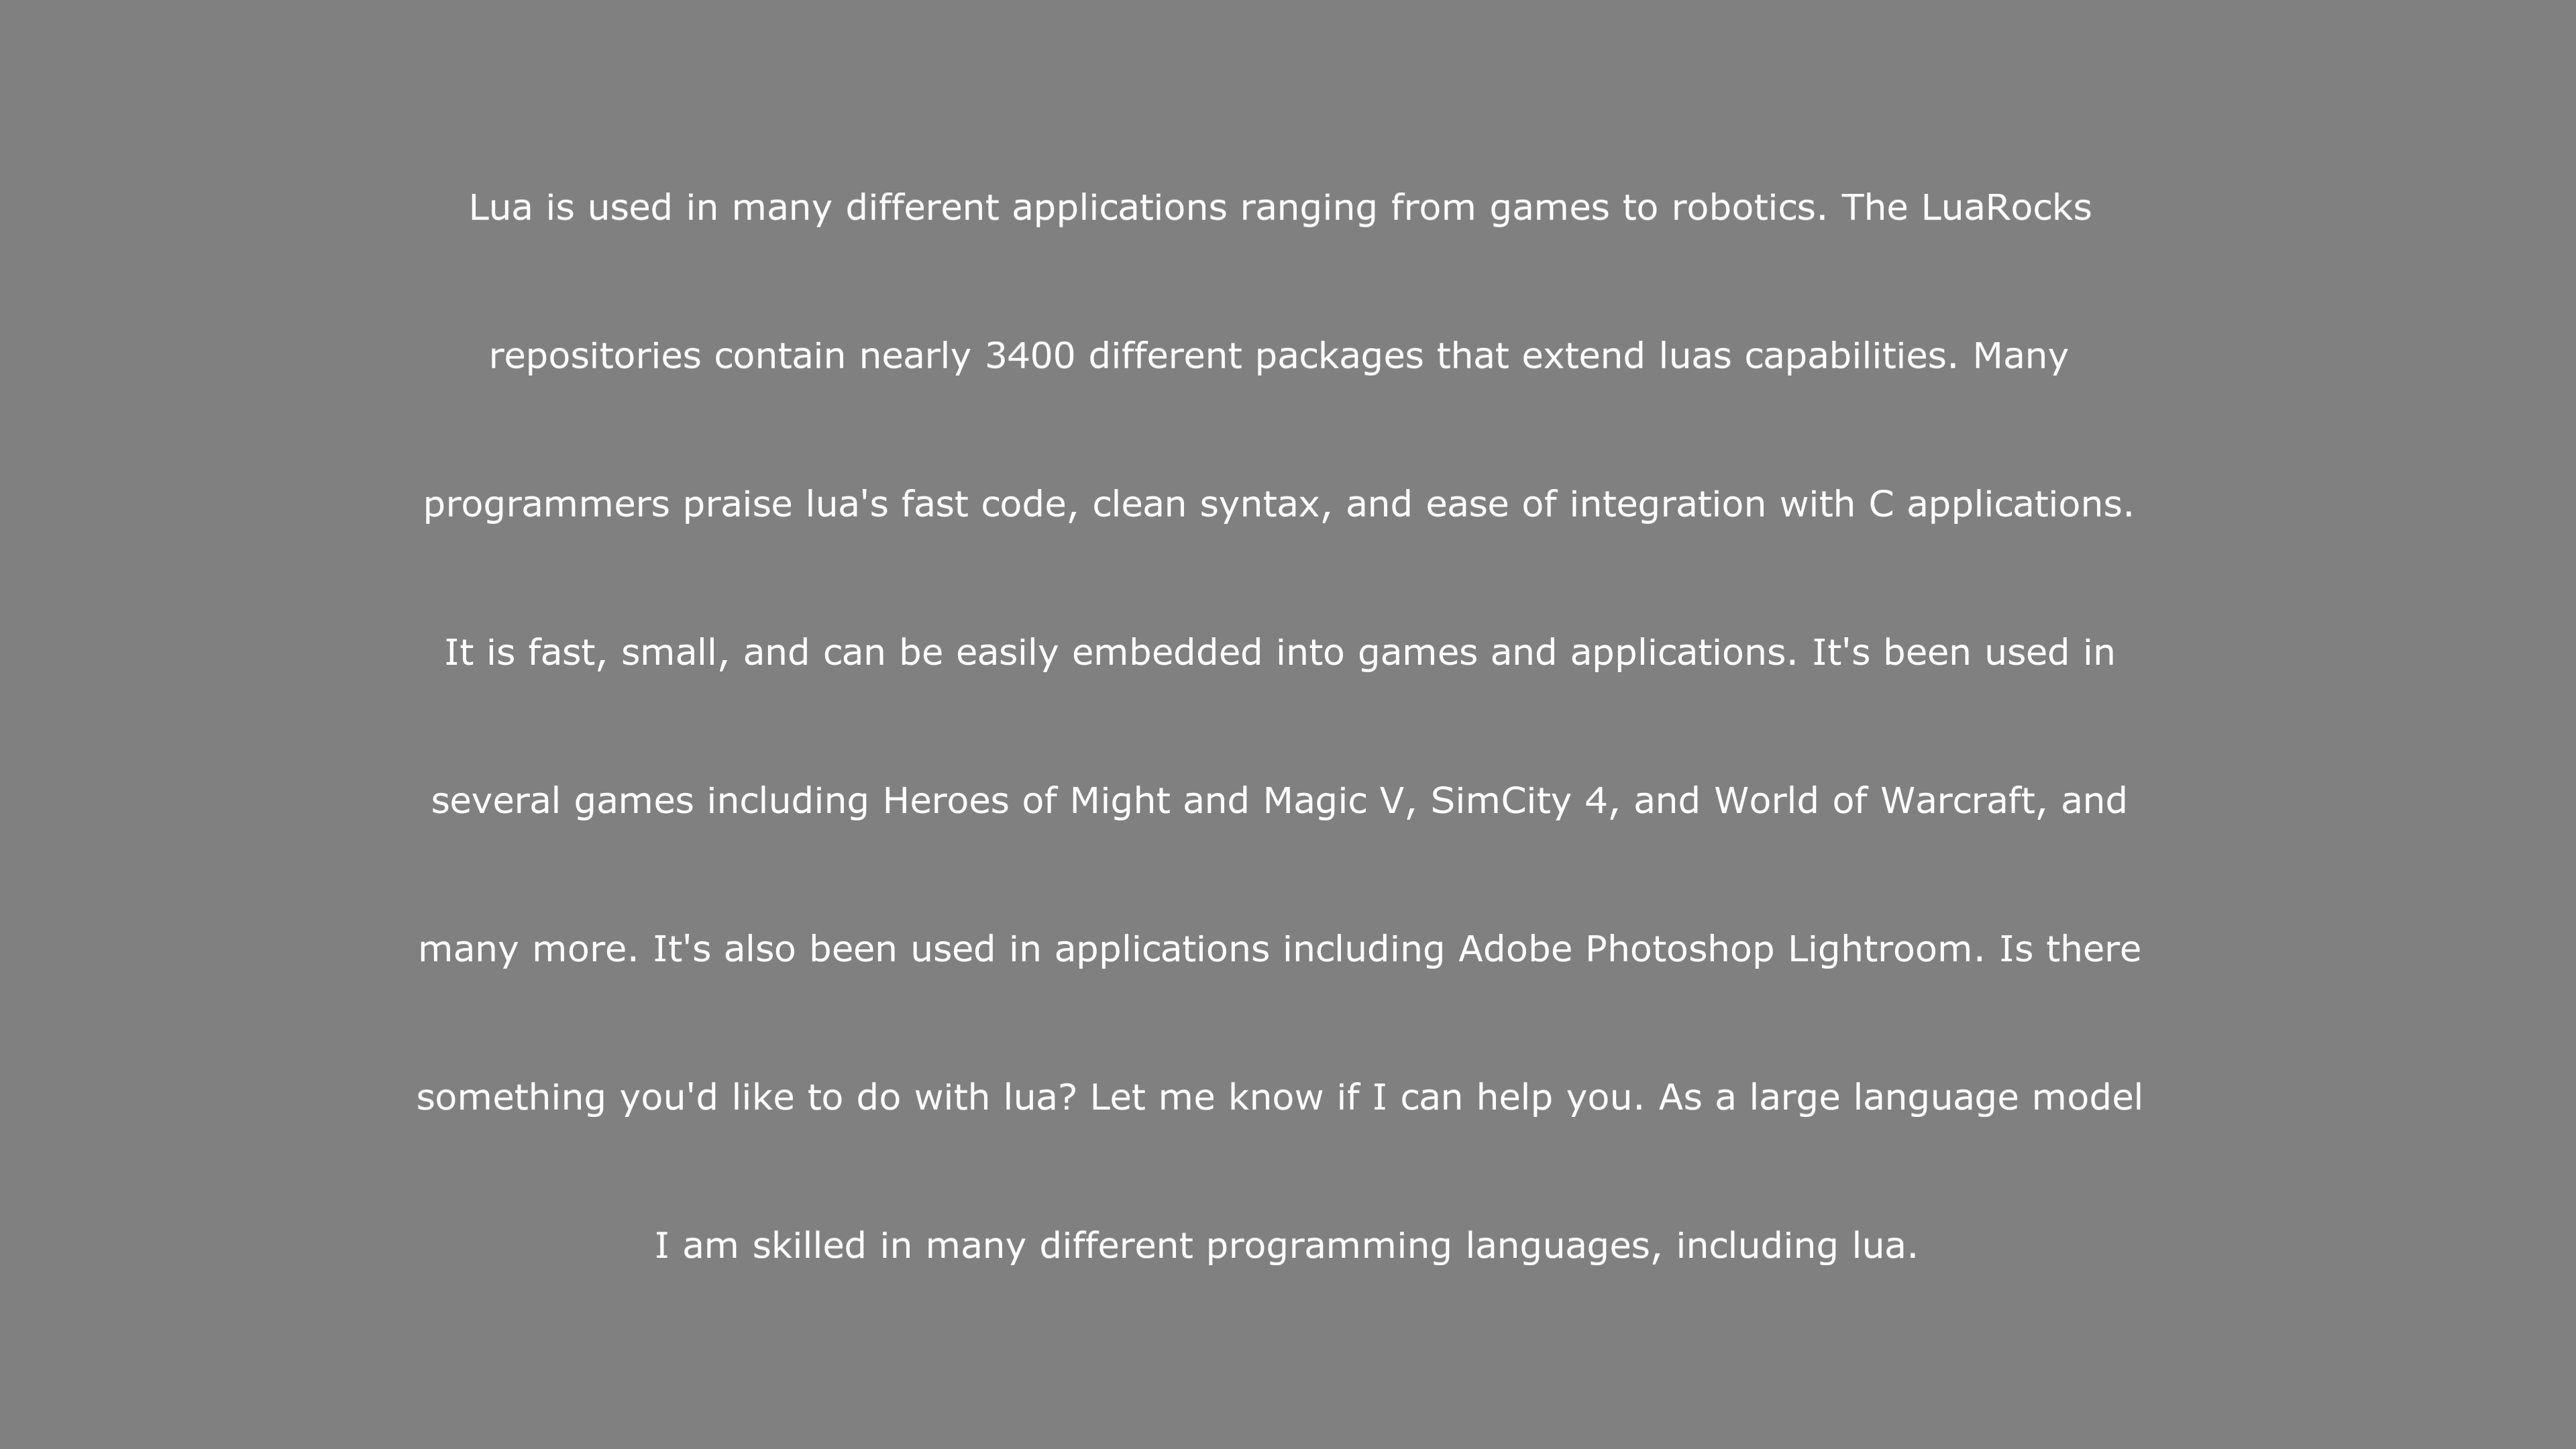 Lua is used in many different applications ranging from games to robotics. The LuaRocks
repositories contain nearly 3400 different packages that extend luas capabilities. Many
programmers praise lua's fast code, clean syntax, and ease of integration with C applications.
It is fast, small, and can be easily embedded into games and applications. It's been used in
several games including Heroes of Might and Magic V, SimCity 4, and World of Warcraft, and
many more. It's also been used in applications including Adobe Photoshop Lightroom. Is there
something you'd like to do with lua? Let me know if I can help you. As a large language model
I am skilled in many different programming languages, including lua.